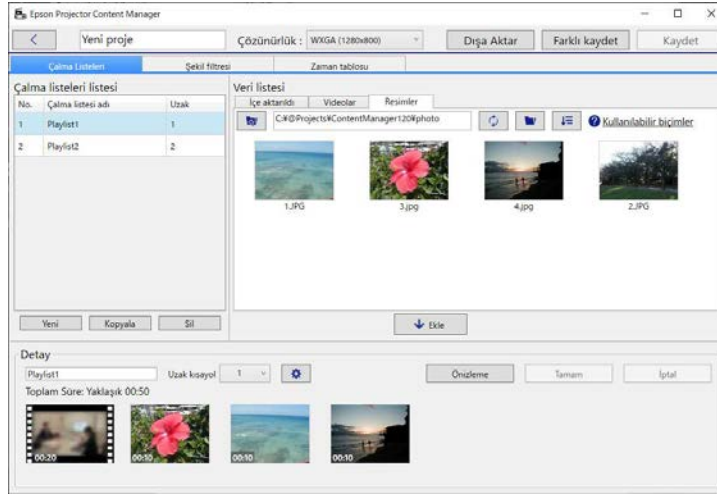 Epson Projector Content Manager
Yeni proje
Çözünürlük :
WXGA (1280x800)
Dışa Aktar
Farklı kaydet
Kaydet
Çalma Listeleri
Şekil filtresi
Zaman tablosu
Çalma listeleri listesi
No. Çalma listesi adı Uzak
1 Playlist1 1
2 Playlist2 2
Yeni
Kopyala
Sil
Veri listesi
İçe aktarıldı
Videolar
Resimler
C:¥@Projects¥ContentManager120¥photo
Kullanılabilir biçimler
1.JPG
3.jpg
4.jpg
2.JPG
Ekle
Detay
Playlist1
Uzak kısayol
1
Önizleme
Tamam
İptal
Toplam Süre: Yaklaşık 00:50
00:20
00:10
00:10
00:10